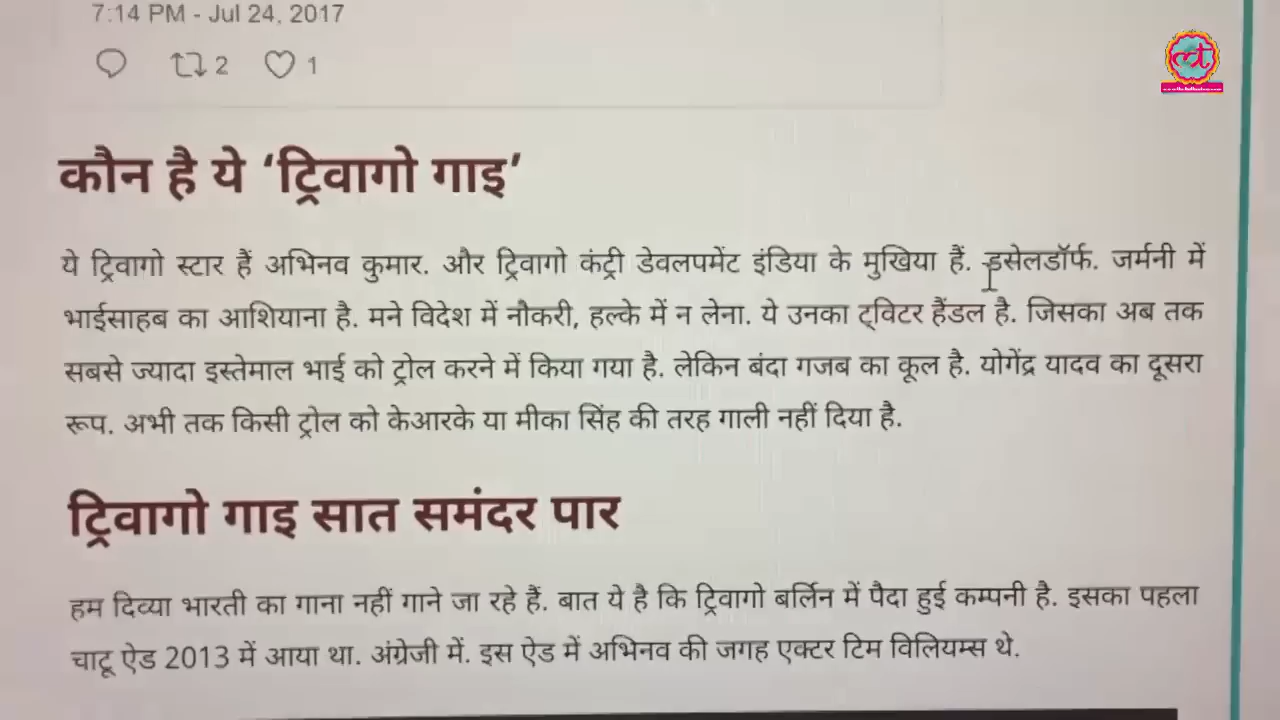 7:14 PM - Jul 24, 2017
2 1
कौन है ये ‘ट्रिवागो गाइ’
ये ट्रिवागो स्टार हैं अभिनव कुमार. और ट्रिवागो कंट्री डेवलपमेंट इंडिया के मुखिया हैं. डसेलडॉर्फ. जर्मनी में
भाईसाहब का आशियाना है. मने विदेश में नौकरी, हल्के में न लेना. ये उनका ट्विटर हैंडल है. जिसका अब तक
सबसे ज्यादा इस्तेमाल भाई को ट्रोल करने में किया गया है. लेकिन बंदा गजब का कूल है. योगेंद्र यादव का दूसरा
रूप. अभी तक किसी ट्रोल को केआरके या मीका सिंह की तरह गाली नहीं दिया है.
ट्रिवागो गाइ सात समंदर पार
हम दिव्या भारती का गाना नहीं गाने जा रहे हैं. बात ये है कि ट्रिवागो बर्लिन में पैदा हुई कम्पनी है. इसका पहला
चाटू ऐड 2013 में आया था. अंग्रेजी में. इस ऐड में अभिनव की जगह एक्टर टिम विलियम्स थे.